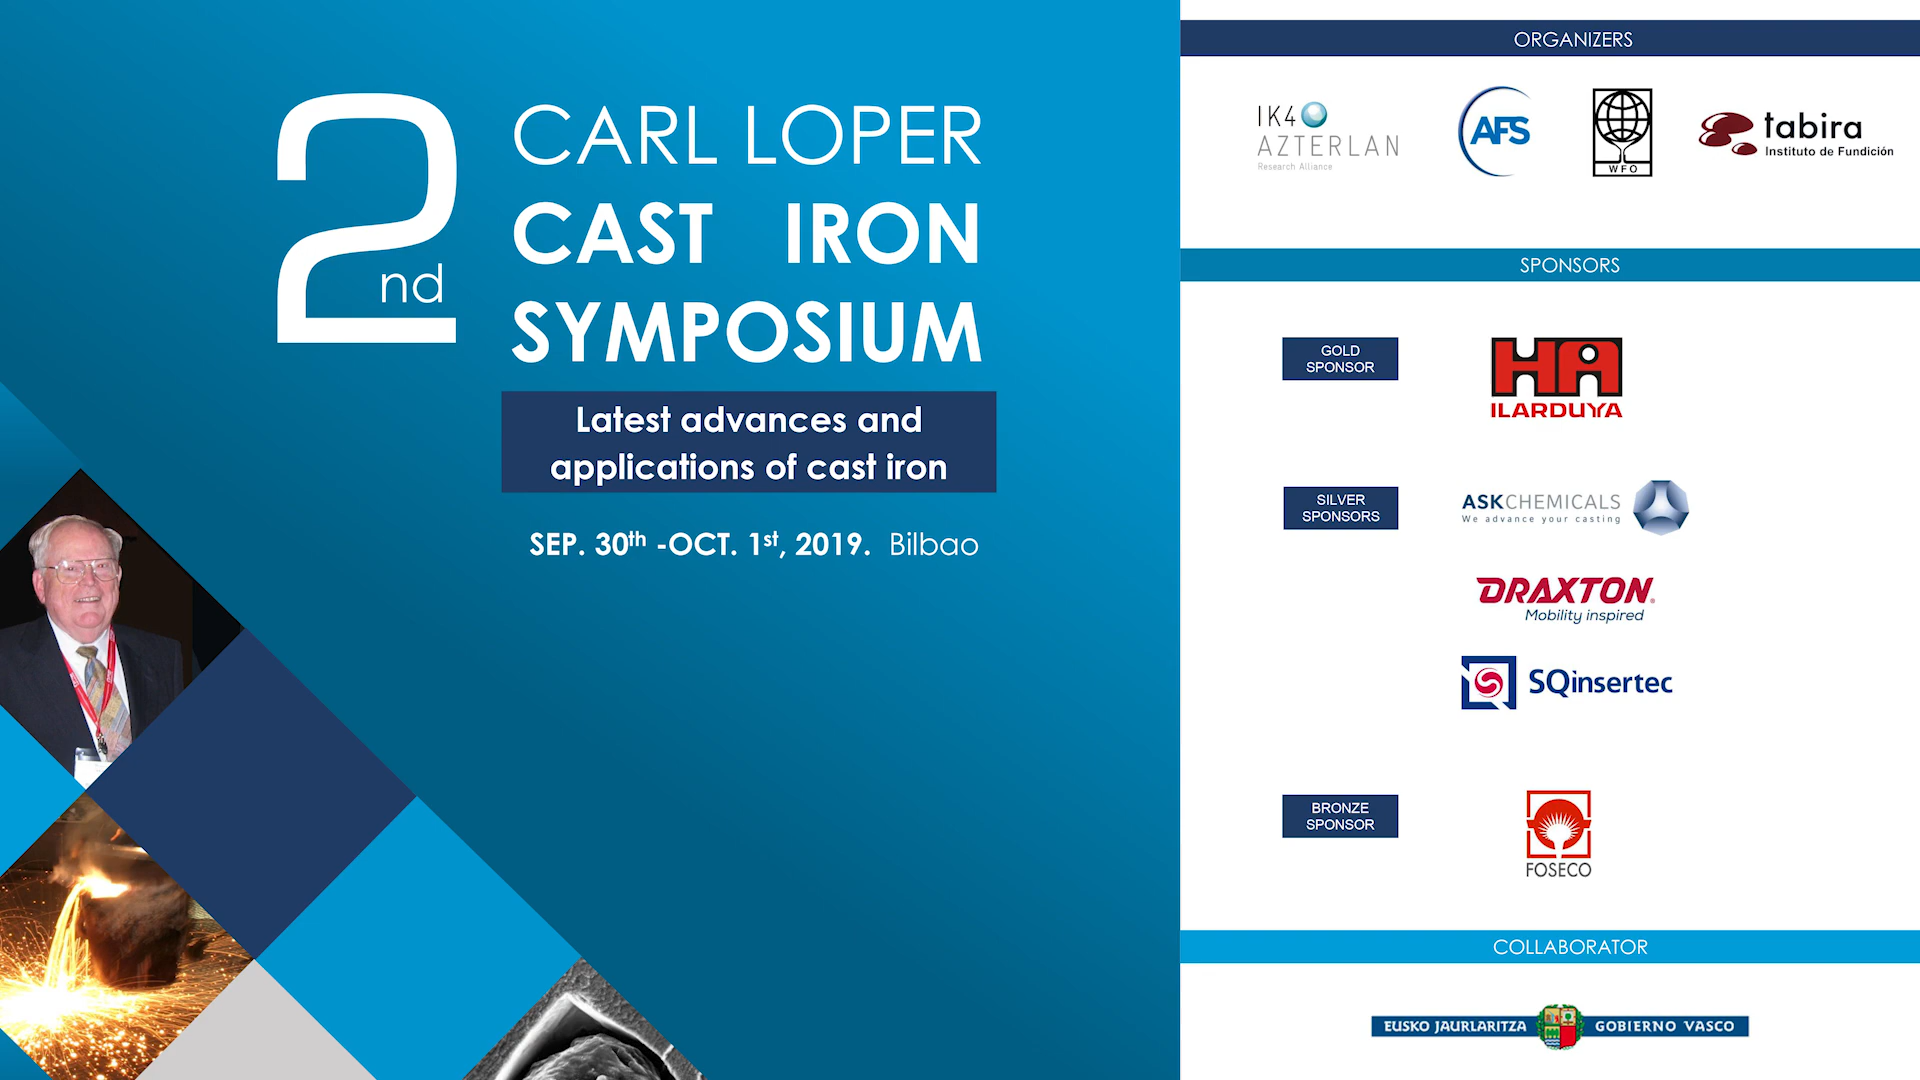 2nd
CARL LOPER
CAST IRON
SYMPOSIUM
Latest advances and
applications of cast iron
SEP. 30th -OCT. 1st, 2019. Bilbao
ORGANIZERS
IK4
AZTERLAN
Research Alliance
AFS
WFO
tabira
Instituto de Fundición
SPONSORS
GOLD
SPONSOR
HA
ILARDUYA
SILVER
SPONSORS
ASKCHEMICALS
We advance your casting
DRAXTON®
Mobility inspired
SQinsertec
BRONZE
SPONSOR
FOSECO
COLLABORATOR
EUSKO JAURLARITZA GOBIERNO VASCO